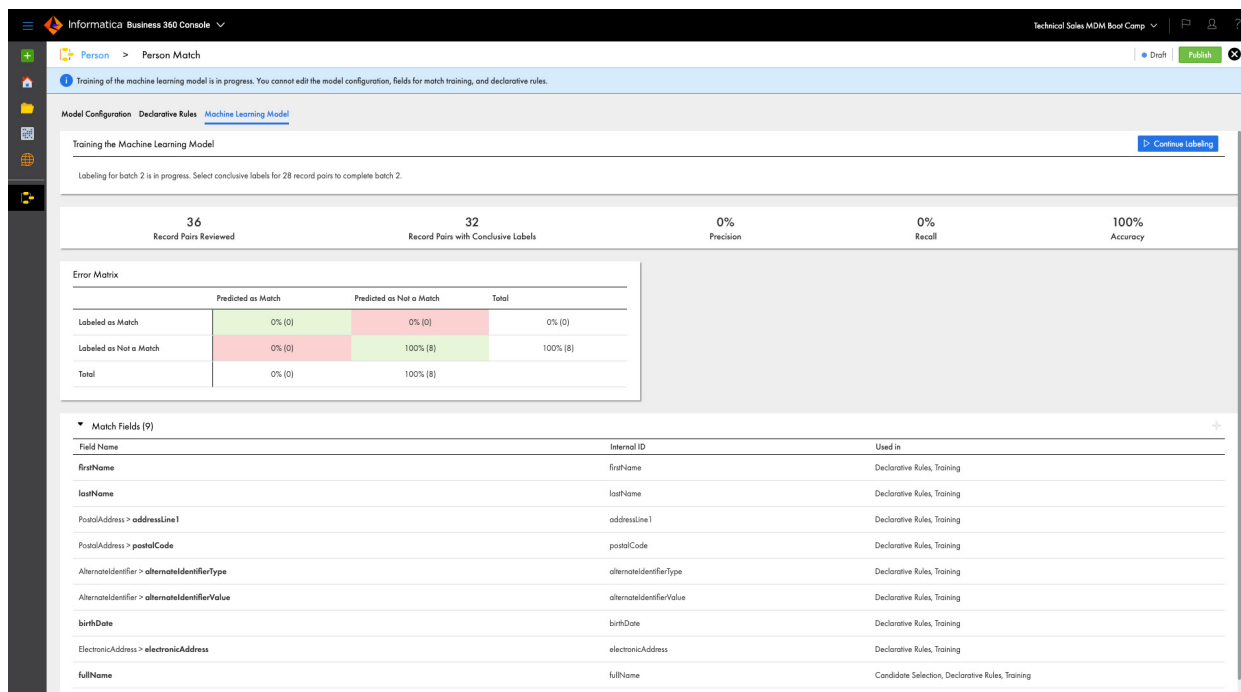 Informatica Business 360 Console
Technical Sales MDM Boot Camp
?
Person > Person Match
Draft
Publish
Training of the machine learning model is in progress. You cannot edit the model configuration, fields for match training, and declarative rules.
Model Configuration Declarative Rules Machine Learning Model
Training the Machine Learning Model
Continue Labeling
Labeling for batch 2 is in progress. Select conclusive labels for 28 record pairs to complete batch 2.
36 32 0% 0% 100%
Record Pairs Reviewed Record Pairs with Conclusive Labels Precision Recall Accuracy
Error Matrix
Predicted as Match Predicted as Not a Match Total
Labeled as Match 0% (0) 0% (0) 0% (0)
Labeled as Not a Match 0% (0) 100% (8) 100% (8)
Total 0% (0) 100% (8)
Match Fields (9)
Field Name Internal ID Used in
firstName firstName Declarative Rules, Training
lastName lastName Declarative Rules, Training
PostalAddress > addressLine1 addressLine1 Declarative Rules, Training
PostalAddress > postalCode postalCode Declarative Rules, Training
AlternateIdentifier > alternateIdentifierType alternateIdentifierType Declarative Rules, Training
AlternateIdentifier > alternateIdentifierValue alternateIdentifierValue Declarative Rules, Training
birthDate birthDate Declarative Rules, Training
ElectronicAddress > electronicAddress electronicAddress Declarative Rules, Training
fullName fullName Candidate Selection, Declarative Rules, Training